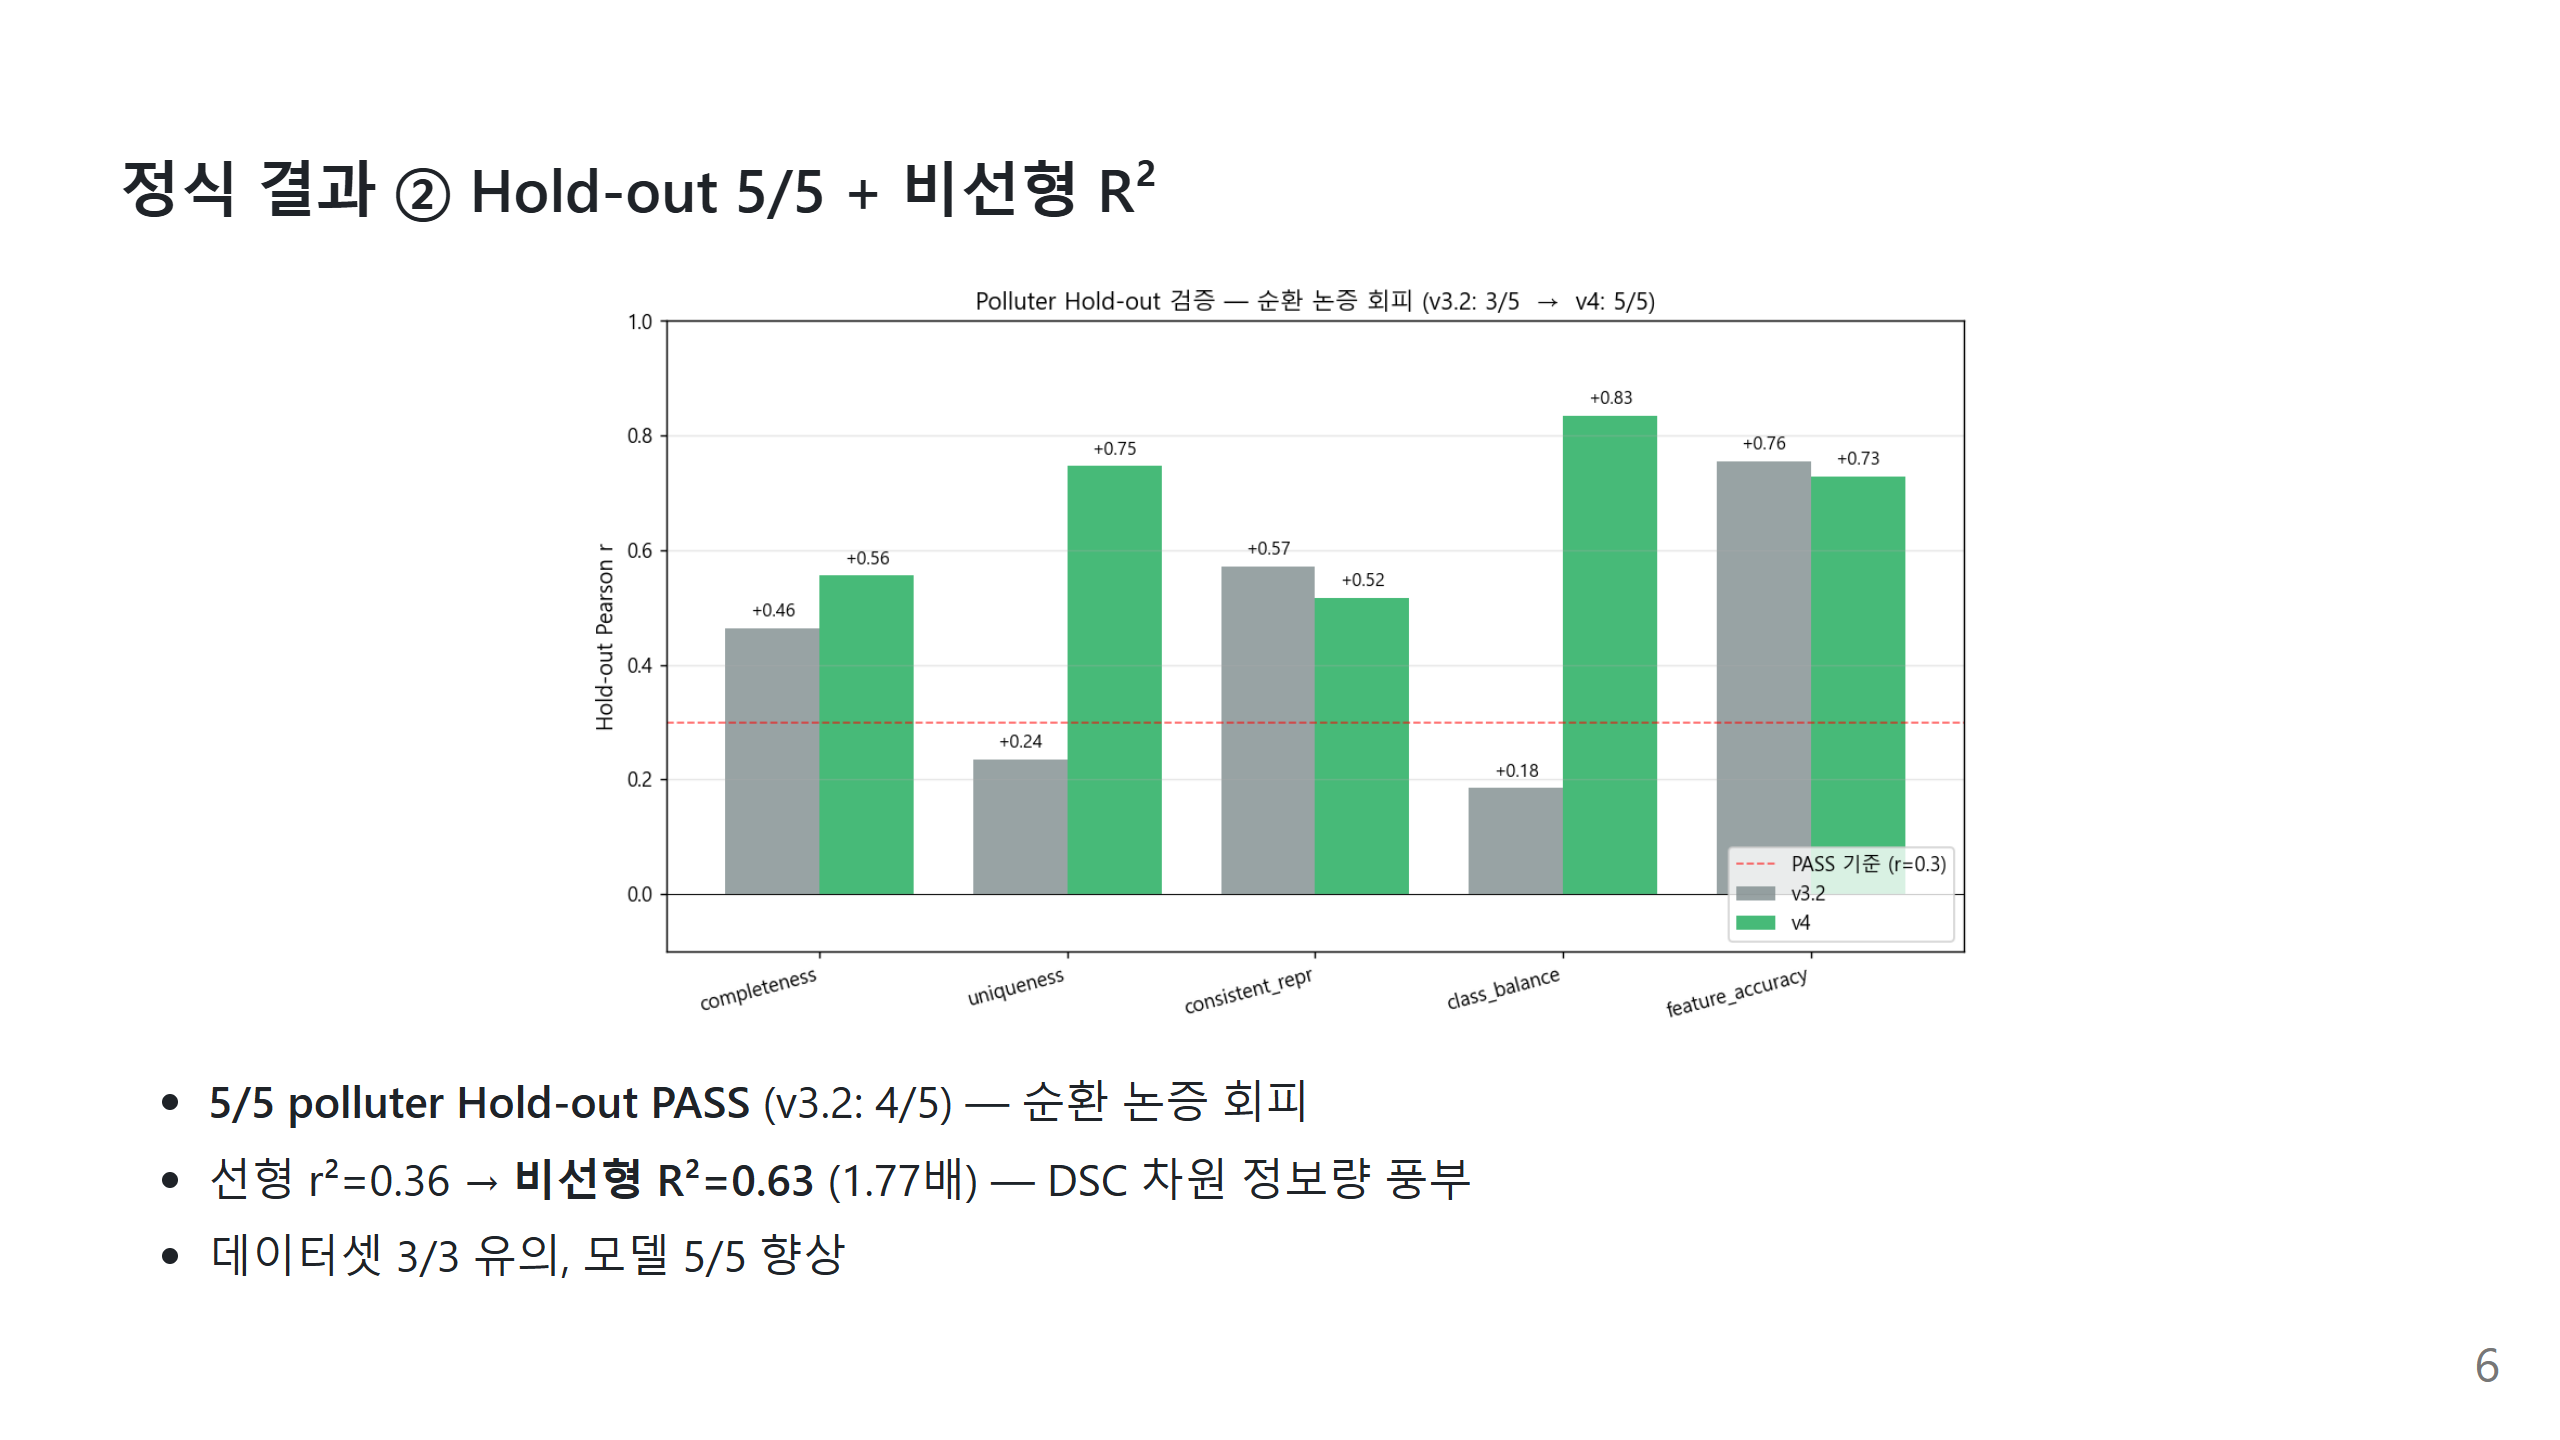 정식 결과 ② Hold-out 5/5 + 비선형 R²
Polluter Hold-out 검증 — 순환 논증 회피 (v3.2: 3/5 → v4: 5/5)
Hold-out Pearson r
1.0
0.8
0.6
0.4
0.2
0.0
+0.46
+0.56
+0.24
+0.75
+0.57
+0.52
+0.18
+0.83
+0.76
+0.73
PASS 기준 (r=0.3)
v3.2
v4
completeness
uniqueness
consistent_repr
class_balance
feature_accuracy
• 5/5 polluter Hold-out PASS (v3.2: 4/5) — 순환 논증 회피
• 선형 r²=0.36 → 비선형 R²=0.63 (1.77배) — DSC 차원 정보량 풍부
• 데이터셋 3/3 유의, 모델 5/5 향상
6